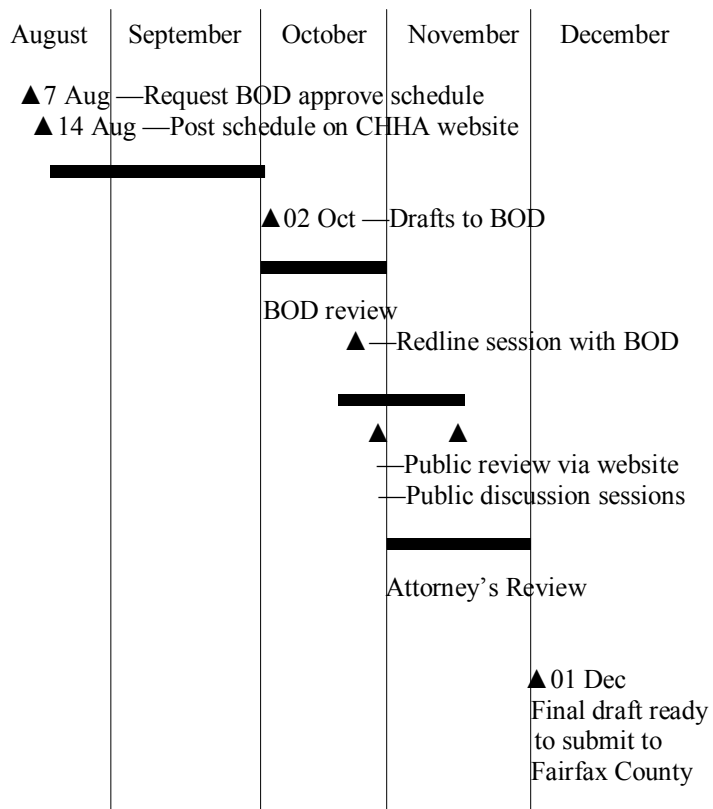 August September October November December
▲7 Aug —Request BOD approve schedule
▲14 Aug —Post schedule on CHHA website
▲02 Oct —Drafts to BOD
BOD review
▲—Redline session with BOD
▲ ▲
—Public review via website
—Public discussion sessions
Attorney’s Review
▲01 Dec
Final draft ready
to submit to
Fairfax County